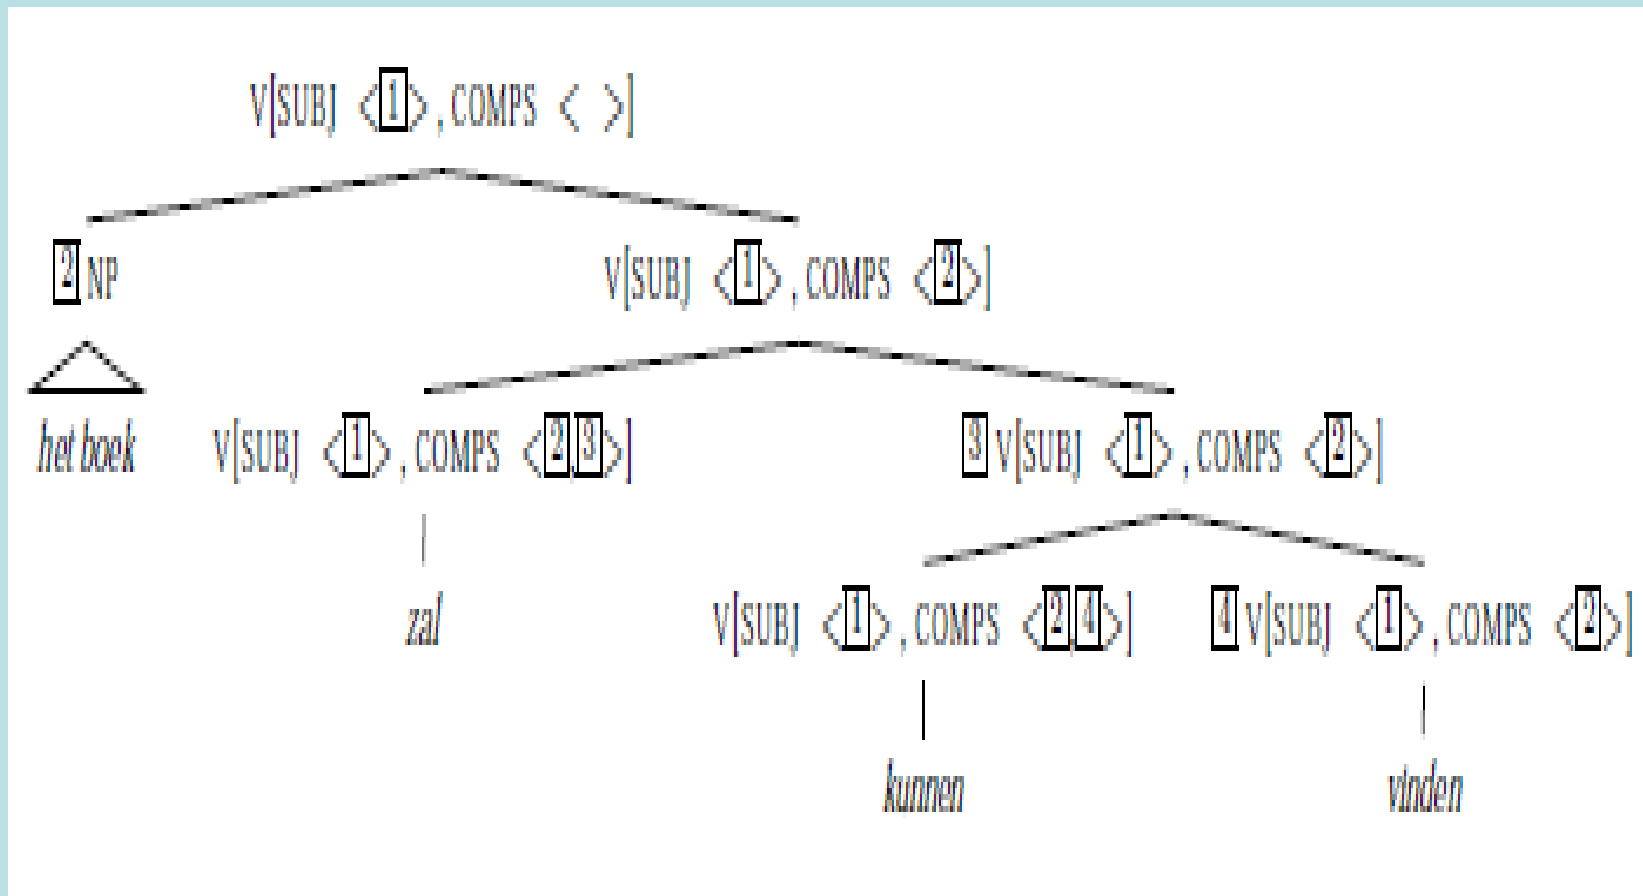 V[SUBJ ⟨1⟩, COMPS ⟨ ⟩]
2 NP V[SUBJ ⟨1⟩, COMPS ⟨2⟩]
het boek V[SUBJ ⟨1⟩, COMPS ⟨2,3⟩] 3 V[SUBJ ⟨1⟩, COMPS ⟨2⟩]
zal V[SUBJ ⟨1⟩, COMPS ⟨2,4⟩] 4 V[SUBJ ⟨1⟩, COMPS ⟨2⟩]
kunnen vinden